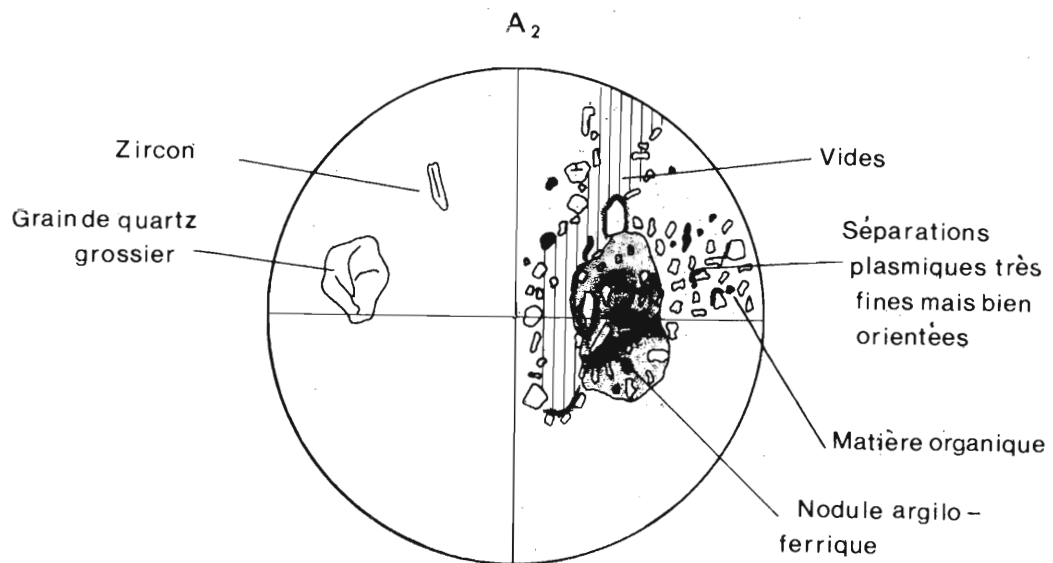 A2
Zircon
Grain de quartz
grossier
Vides
Séparations
plasmiques très
fines mais bien
orientées
Matière organique
Nodule argilo-
ferrique